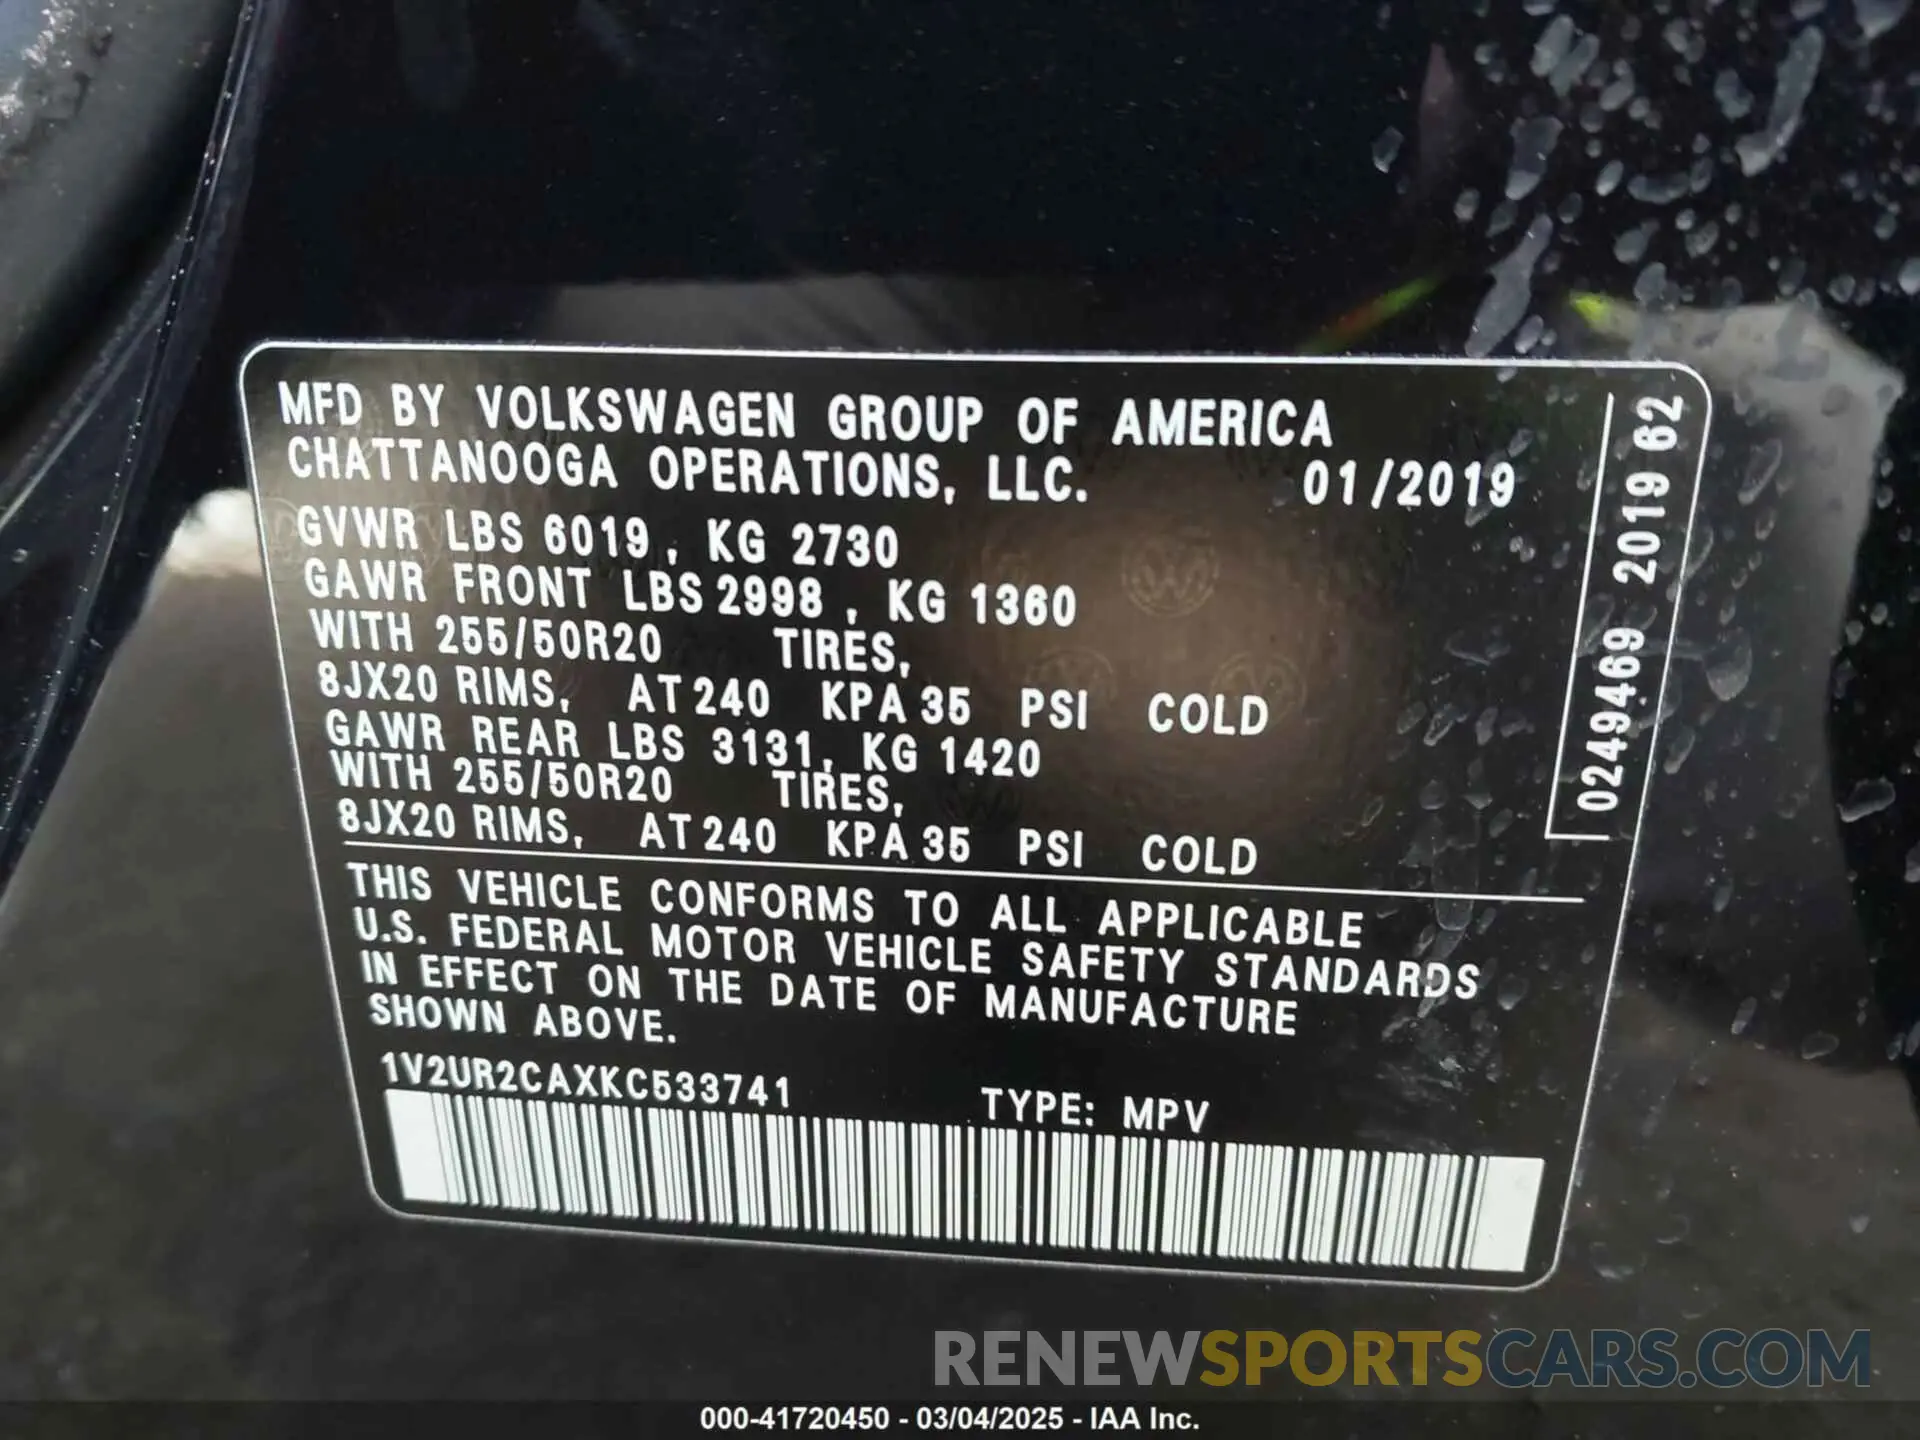 MFD BY VOLKSWAGEN GROUP OF AMERICA
CHATTANOOGA OPERATIONS, LLC. 01/2019
GVWR LBS 6019, KG 2730
GAWR FRONT LBS 2998, KG 1360
WITH 255/50R20 TIRES,
8JX20 RIMS, AT 240 KPA 35 PSI COLD
GAWR REAR LBS 3131, KG 1420
WITH 255/50R20 TIRES,
8JX20 RIMS, AT 240 KPA 35 PSI COLD
THIS VEHICLE CONFORMS TO ALL APPLICABLE
U.S. FEDERAL MOTOR VEHICLE SAFETY STANDARDS
IN EFFECT ON THE DATE OF MANUFACTURE
SHOWN ABOVE.
1V2UR2CAXKC533741 TYPE: MPV
0249469 2019 62
RENEWSPORTSCARS.COM
000-41720450 - 03/04/2025 - IAA Inc.